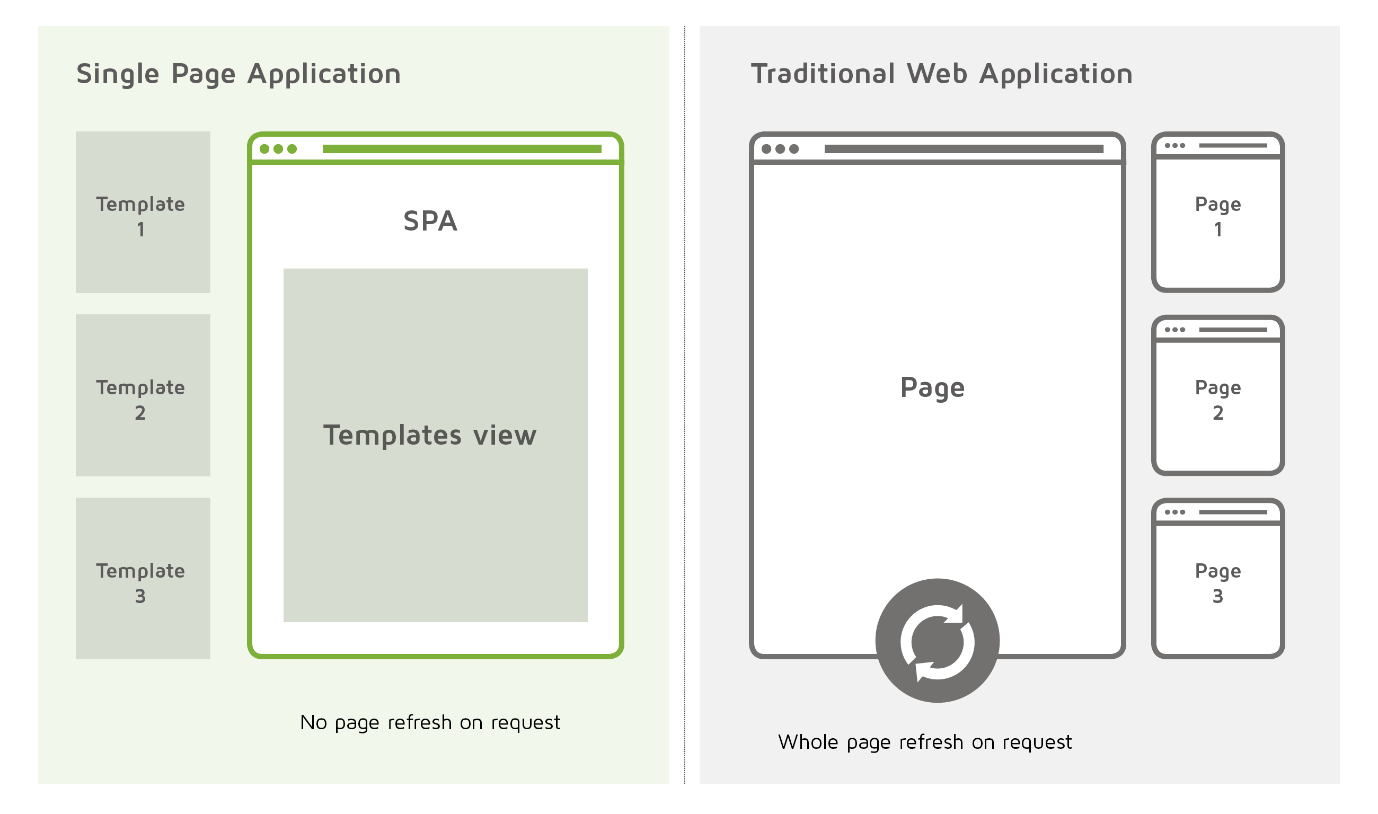 Single Page Application
Template
1
Template
2
Template
3
SPA
Templates view
No page refresh on request
Traditional Web Application
Page
Page
1
Page
2
Page
3
Whole page refresh on request